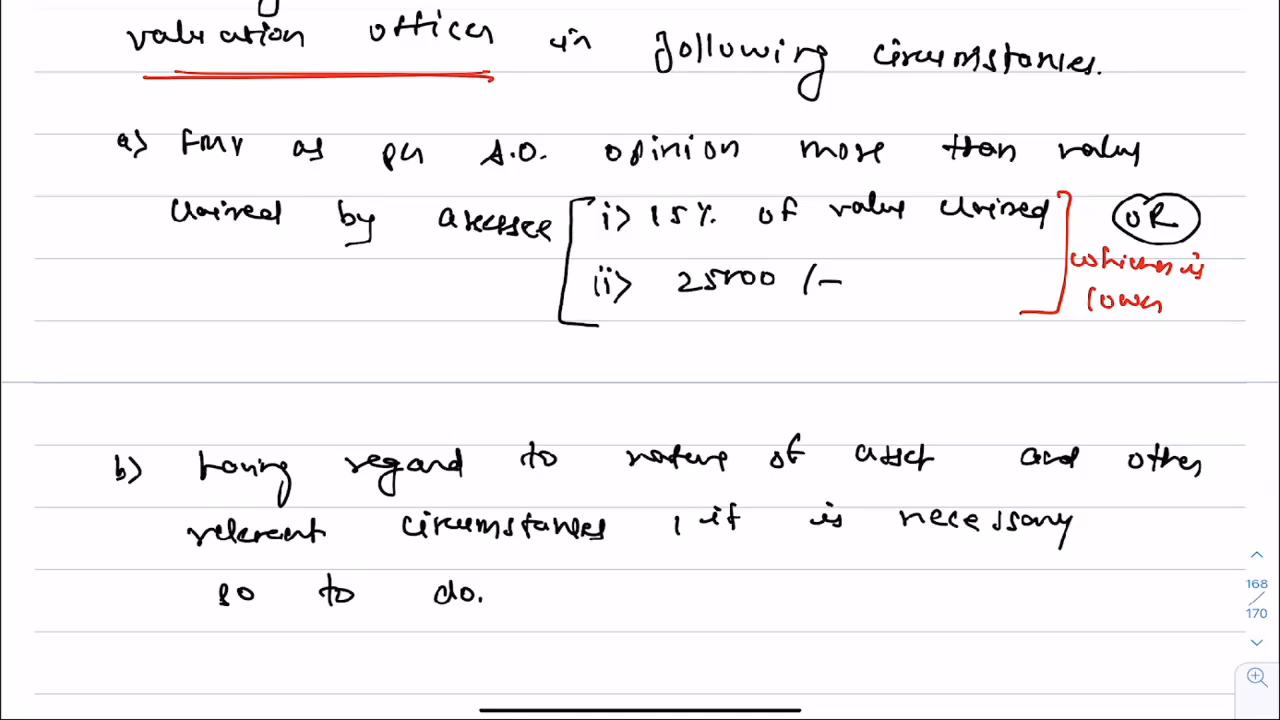 valuation officer in following circumstances.
a) FMV as per A.O. opinion more than value
claimed by assessee i) 15% of value claimed OR
ii) 25000 /-
which is
lower
b) having regard to nature of asset and other
relevant circumstances, it is necessary
so to do.
168
170